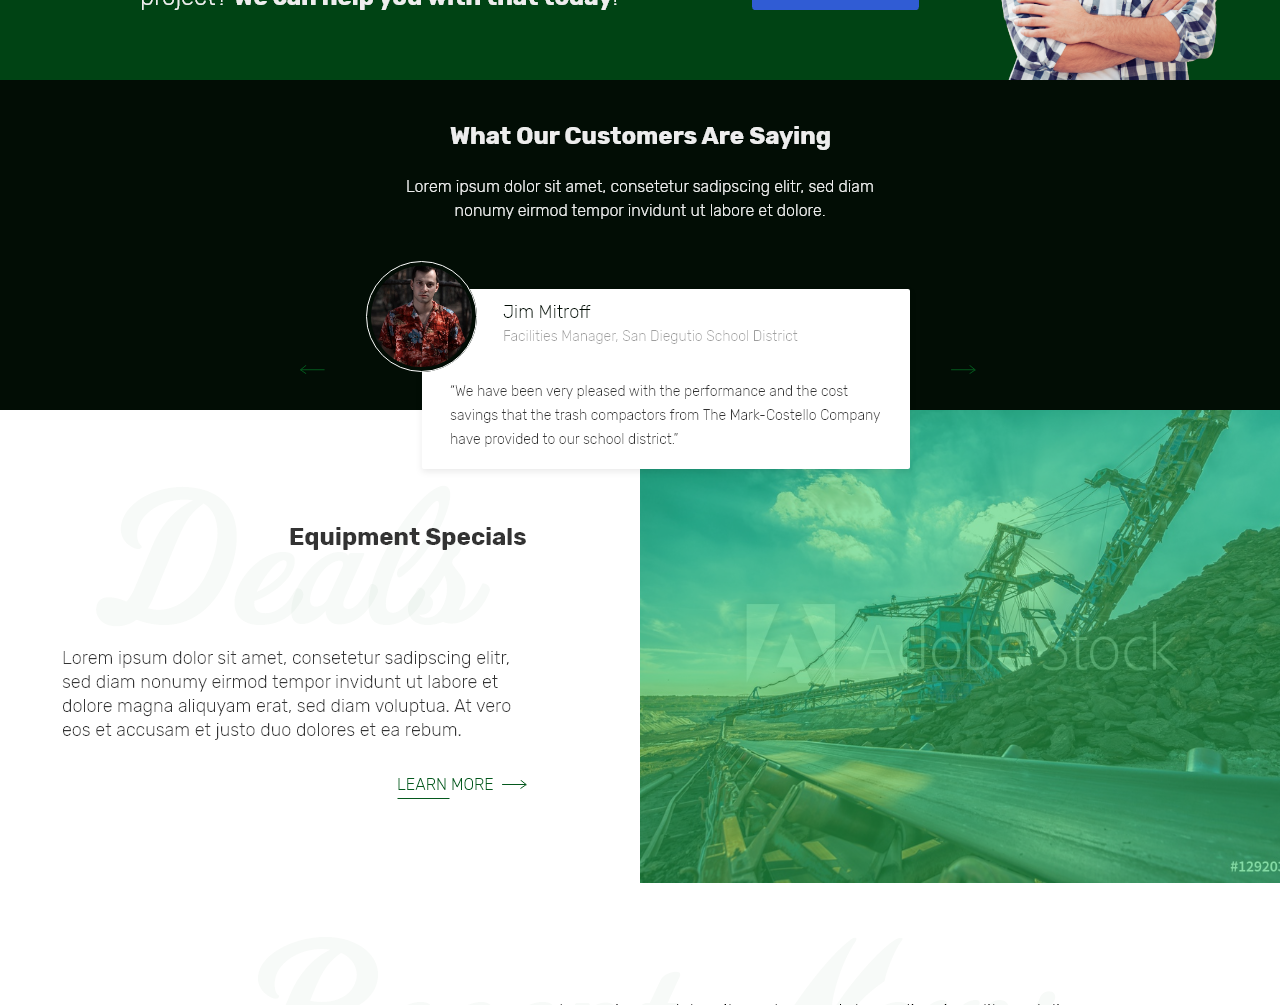 project? We can help you with that today!
What Our Customers Are Saying
Lorem ipsum dolor sit amet, consetetur sadipscing elitr, sed diam
nonumy eirmod tempor invidunt ut labore et dolore.
Jim Mitroff
Facilities Manager, San Diegutio School District
"We have been very pleased with the performance and the cost
savings that the trash compactors from The Mark-Costello Company
have provided to our school district."
Deals
Equipment Specials
Lorem ipsum dolor sit amet, consetetur sadipscing elitr,
sed diam nonumy eirmod tempor invidunt ut labore et
dolore magna aliquyam erat, sed diam voluptua. At vero
eos et accusam et justo duo dolores et ea rebum.
LEARN MORE
Adobe Stock